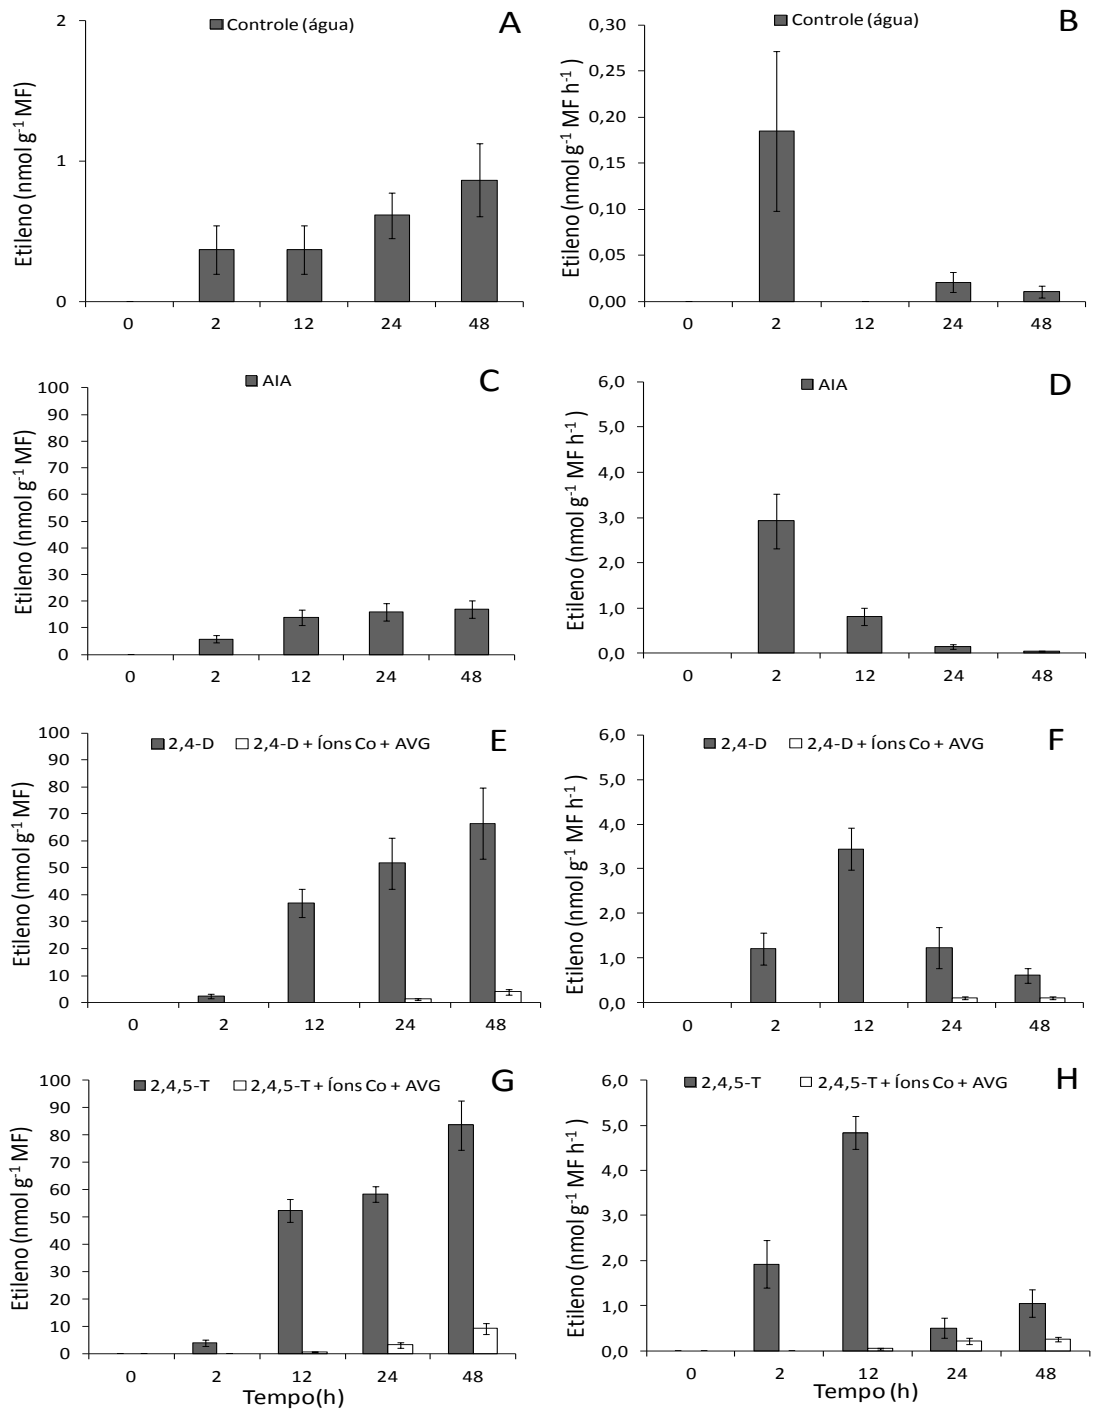 A
Controle (água)
Etileno (nmol g-1 MF)
2
1
0
0 2 12 24 48
B
Controle (água)
Etileno (nmol g-1 MF h-1)
0,30
0,25
0,20
0,15
0,10
0,05
0,00
0 2 12 24 48
C
AIA
Etileno (nmol g-1 MF)
100
90
80
70
60
50
40
30
20
10
0
0 2 12 24 48
D
AIA
Etileno (nmol g-1 MF h-1)
6,0
5,0
4,0
3,0
2,0
1,0
0,0
0 2 12 24 48
E
2,4-D 2,4-D + Íons Co + AVG
Etileno (nmol g-1 MF)
100
90
80
70
60
50
40
30
20
10
0
0 2 12 24 48
F
2,4-D 2,4-D + Íons Co + AVG
Etileno (nmol g-1 MF h-1)
6,0
5,0
4,0
3,0
2,0
1,0
0,0
0 2 12 24 48
G
2,4,5-T 2,4,5-T + Íons Co + AVG
Etileno (nmol g-1 MF)
100
90
80
70
60
50
40
30
20
10
0
0 2 12 24 48
Tempo(h)
H
2,4,5-T 2,4,5-T + Íons Co + AVG
Etileno (nmol g-1 MF h-1)
6,0
5,0
4,0
3,0
2,0
1,0
0,0
0 2 12 24 48
Tempo (h)